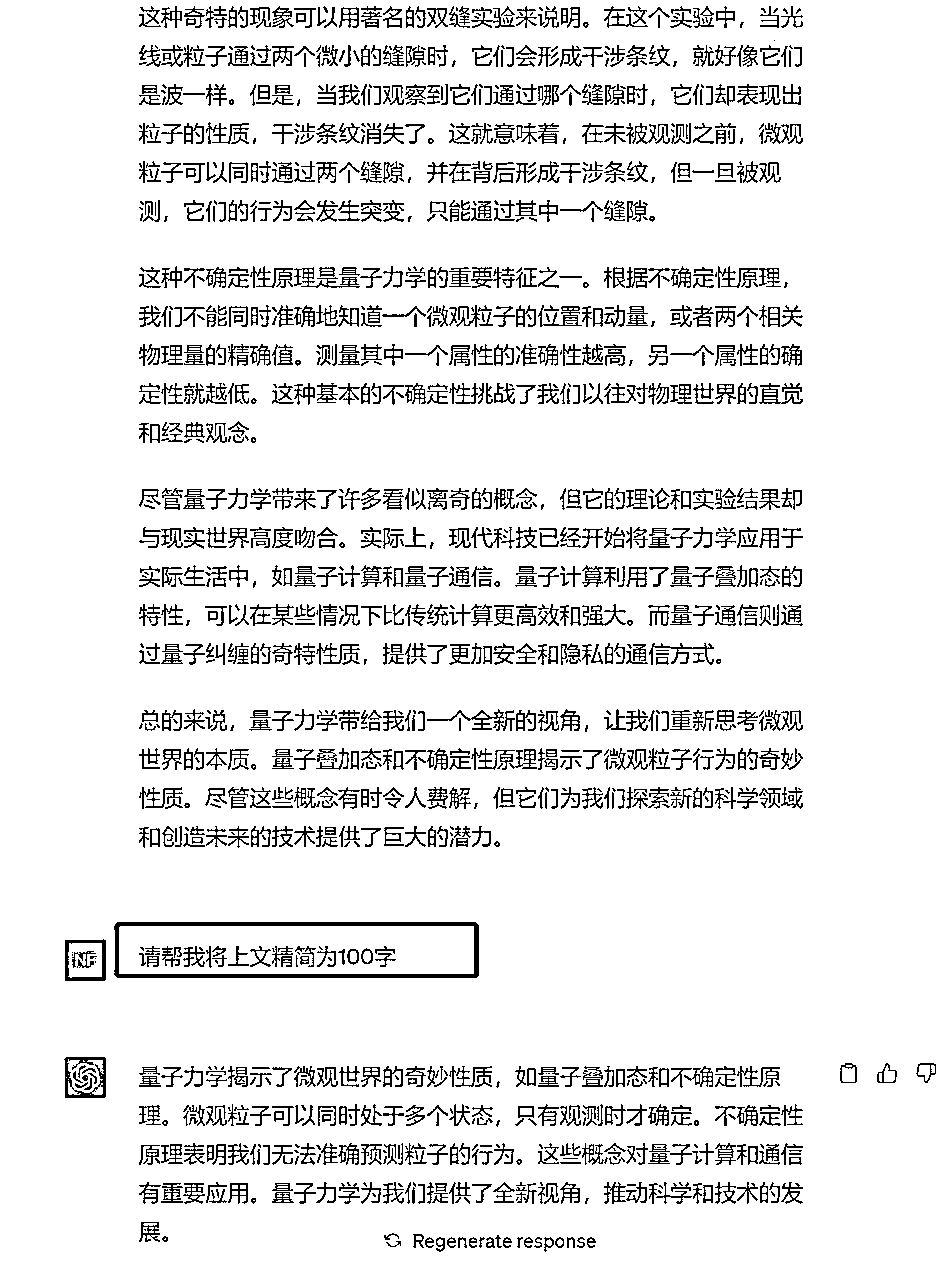 这种奇特的现象可以用著名的双缝实验来说明。在这个实验中，当光
线或粒子通过两个微小的缝隙时，它们会形成干涉条纹，就好像它们
是波一样。但是，当我们观察到它们通过哪个缝隙时，它们却表现出
粒子的性质，干涉条纹消失了。这就意味着，在未被观测之前，微观
粒子可以同时通过两个缝隙，并在背后形成干涉条纹，但一旦被观
测，它们的行为会发生突变，只能通过其中一个缝隙。
这种不确定性原理是量子力学的重要特征之一。根据不确定性原理，
我们不能同时准确地知道一个微观粒子的位置和动量，或者两个相关
物理量的精确值。测量其中一个属性的准确性越高，另一个属性的确
定性就越低。这种基本的不确定性挑战了我们以往对物理世界的直觉
和经典观念。
尽管量子力学带来了许多看似离奇的概念，但它的理论和实验结果却
与现实世界高度吻合。实际上，现代科技已经开始将量子力学应用于
实际生活中，如量子计算和量子通信。量子计算利用了量子叠加态的
特性，可以在某些情况下比传统计算更高效和强大。而量子通信则通
过量子纠缠的奇特性质，提供了更加安全和隐私的通信方式。
总的来说，量子力学带给我们一个全新的视角，让我们重新思考微观
世界的本质。量子叠加态和不确定性原理揭示了微观粒子行为的奇妙
性质。尽管这些概念有时令人费解，但它们为我们探索新的科学领域
和创造未来的技术提供了巨大的潜力。
NF 请帮我将上文精简为100字
量子力学揭示了微观世界的奇妙性质，如量子叠加态和不确定性原
理。微观粒子可以同时处于多个状态，只有观测时才确定。不确定性
原理表明我们无法准确预测粒子的行为。这些概念对量子计算和通信
有重要应用。量子力学为我们提供了全新视角，推动科学和技术的发
展。
Regenerate response